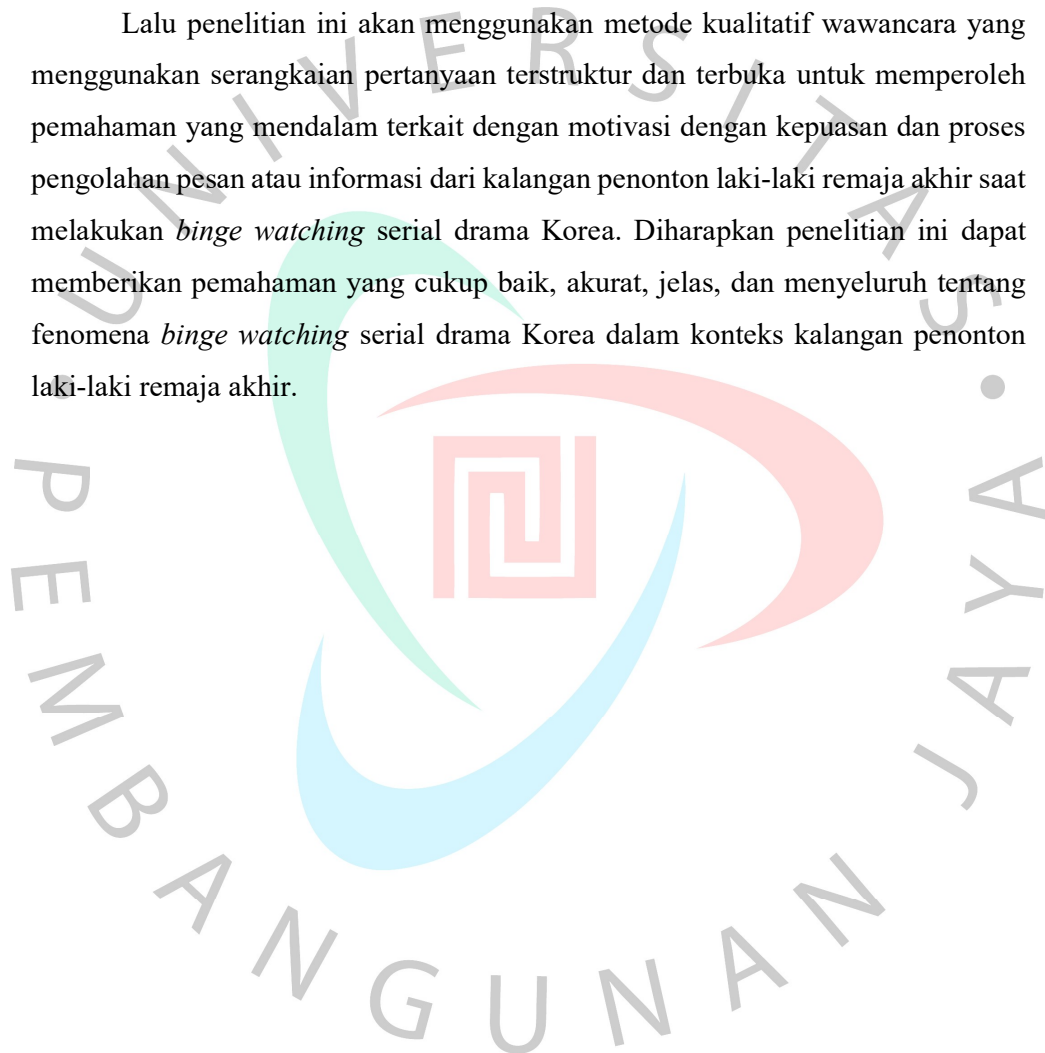 Lalu penelitian ini akan menggunakan metode kualitatif wawancara yang
menggunakan serangkaian pertanyaan terstruktur dan terbuka untuk memperoleh
pemahaman yang mendalam terkait dengan motivasi dengan kepuasan dan proses
pengolahan pesan atau informasi dari kalangan penonton laki-laki remaja akhir saat
melakukan binge watching serial drama Korea. Diharapkan penelitian ini dapat
memberikan pemahaman yang cukup baik, akurat, jelas, dan menyeluruh tentang
fenomena binge watching serial drama Korea dalam konteks kalangan penonton
laki-laki remaja akhir.
UNIVERSITAS • PEMBANGUNAN JAYA •